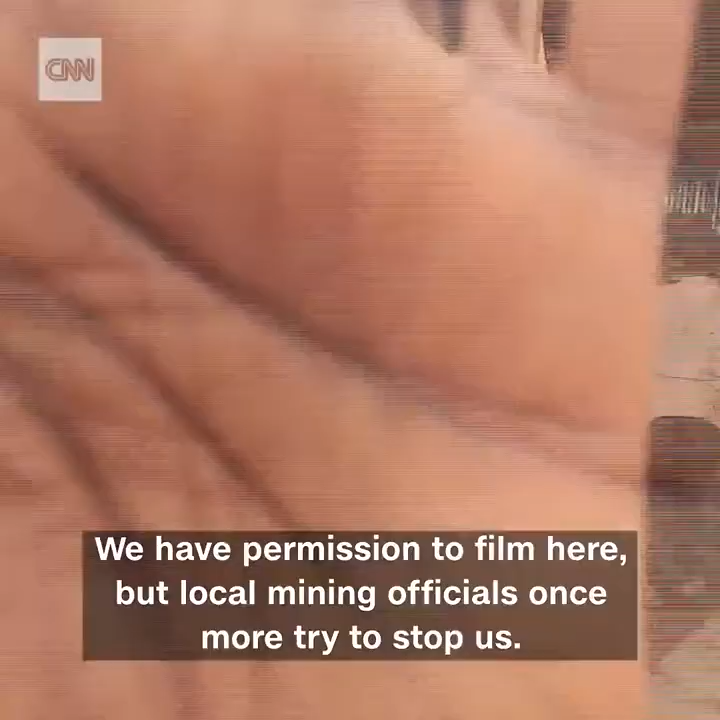 CNN
We have permission to film here,
but local mining officials once
more try to stop us.